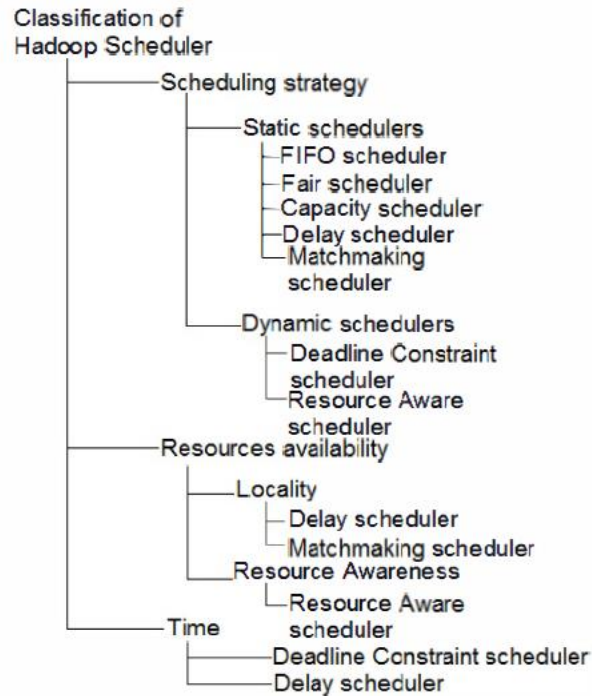 Classification of
Hadoop Scheduler
Scheduling strategy
Static schedulers
FIFO scheduler
Fair scheduler
Capacity scheduler
Delay scheduler
Matchmaking
scheduler
Dynamic schedulers
Deadline Constraint
scheduler
Resource Aware
scheduler
Resources availability
Locality
Delay scheduler
Matchmaking scheduler
Resource Awareness
Resource Aware
scheduler
Time
Deadline Constraint scheduler
Delay scheduler